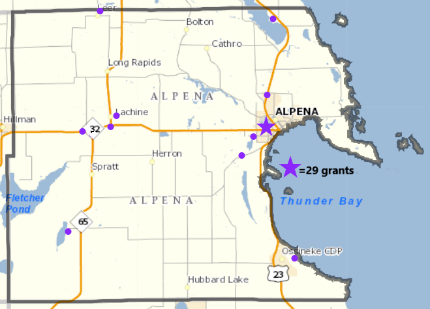 Leer
Bolton
Cathro
Long Rapids
ALPENA
Lachine
ALPENA
Hillman
32
Herron
Spratt
=29 grants
ALPENA
Fletcher
Pond
Thunder Bay
65
Ossineke CDP
23
Hubbard Lake